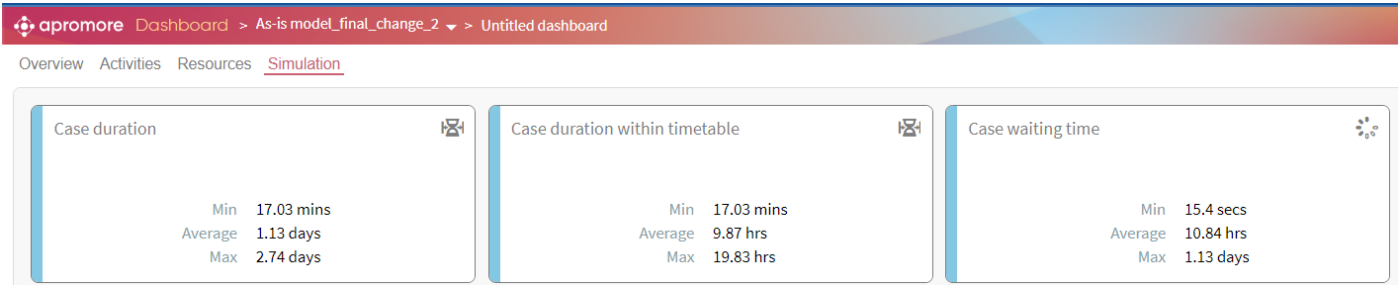 apromore Dashboard > As-is model_final_change_2 > Untitled dashboard
Overview Activities Resources Simulation
Case duration
Min 17.03 mins
Average 1.13 days
Max 2.74 days
Case duration within timetable
Min 17.03 mins
Average 9.87 hrs
Max 19.83 hrs
Case waiting time
Min 15.4 secs
Average 10.84 hrs
Max 1.13 days